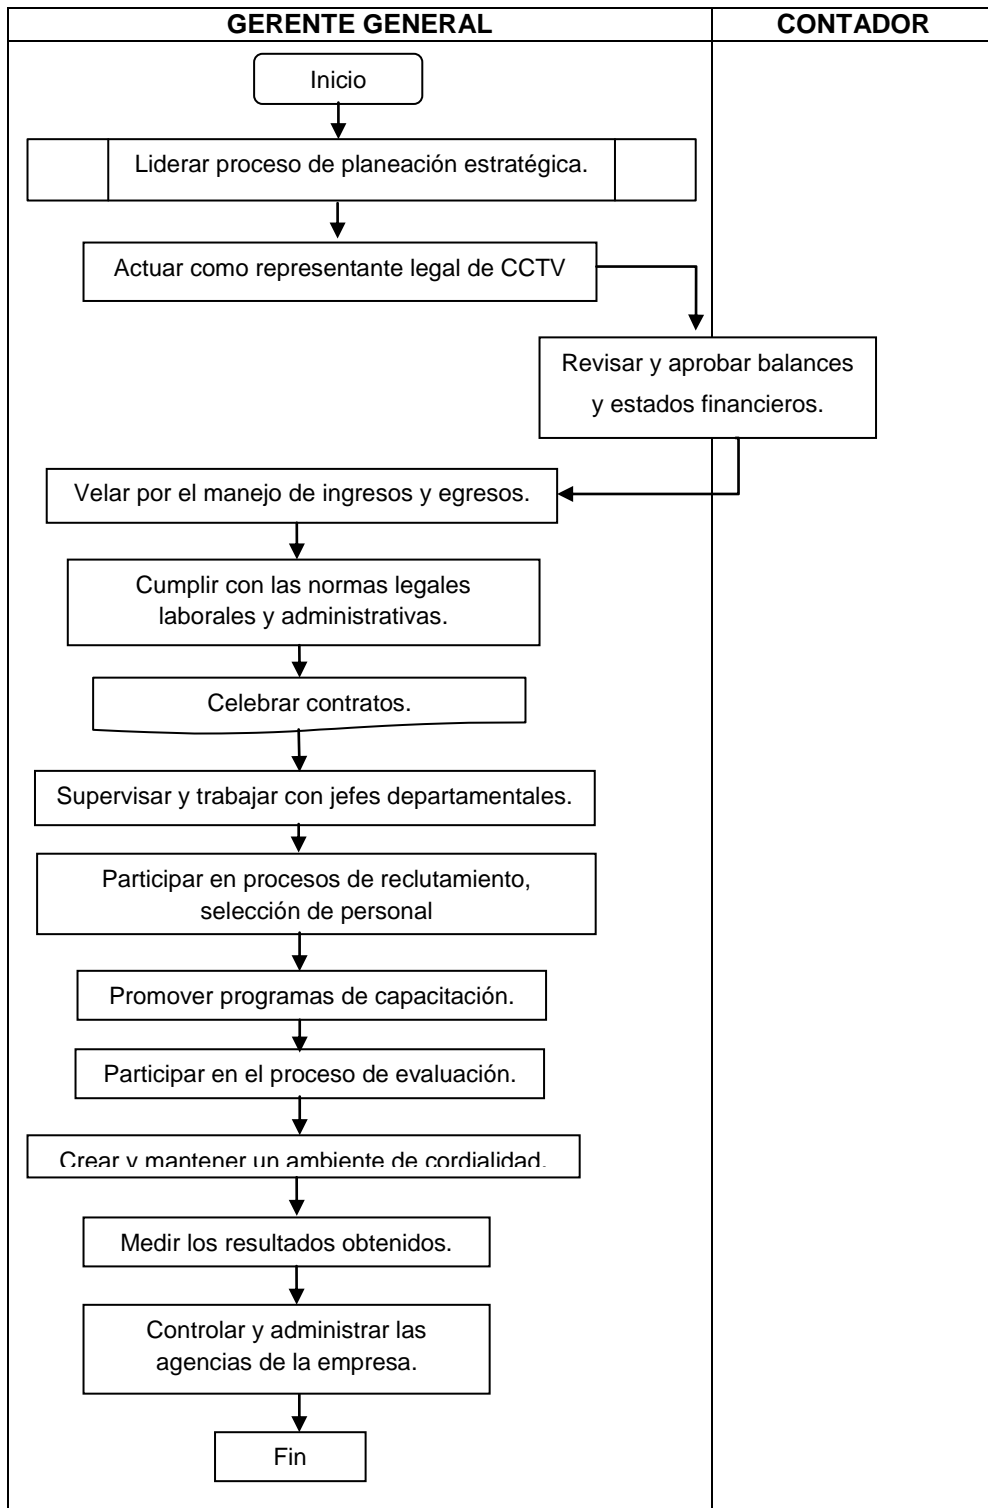 GERENTE GENERAL
CONTADOR
Inicio
Liderar proceso de planeación estratégica.
Actuar como representante legal de CCTV
Revisar y aprobar balances
y estados financieros.
Velar por el manejo de ingresos y egresos.
Cumplir con las normas legales
laborales y administrativas.
Celebrar contratos.
Supervisar y trabajar con jefes departamentales.
Participar en procesos de reclutamiento,
selección de personal
Promover programas de capacitación.
Participar en el proceso de evaluación.
Crear y mantener un ambiente de cordialidad.
Medir los resultados obtenidos.
Controlar y administrar las
agencias de la empresa.
Fin